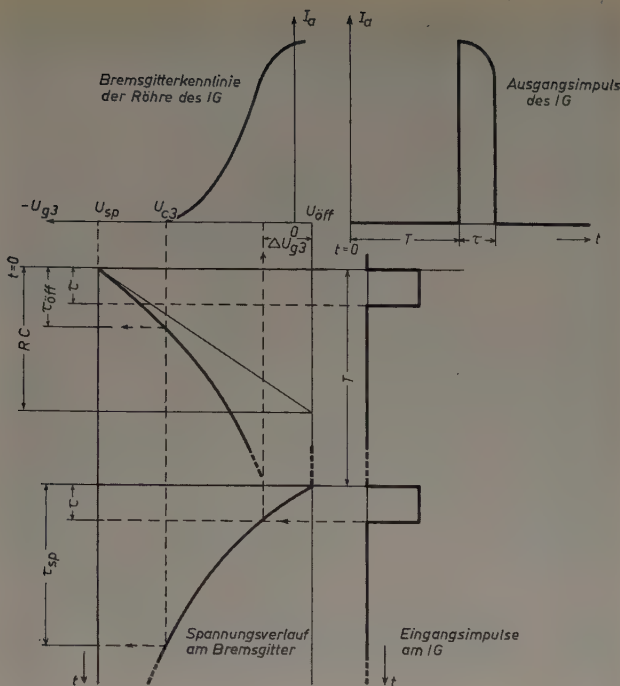 I_a
I_a
Bremsgitterkennlinie
der Röhre des IG
Ausgangsimpuls
des IG
-U_g3
U_sp
U_c3
0
U_öff
ΔU_g3
t=0
T
τ
t
t=0
RC
τ_öff
τ
T
τ_sp
τ
Spannungsverlauf
am Bremsgitter
Eingangsimpulse
am IG
t
t